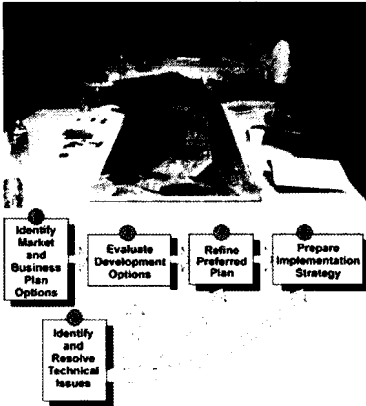 Identify
Market
and
Business
Plan
Options
Evaluate
Development
Options
Refine
Preferred
Plan
Prepare
Implementation
Strategy
Identify
and
Resolve
Technical
Issues